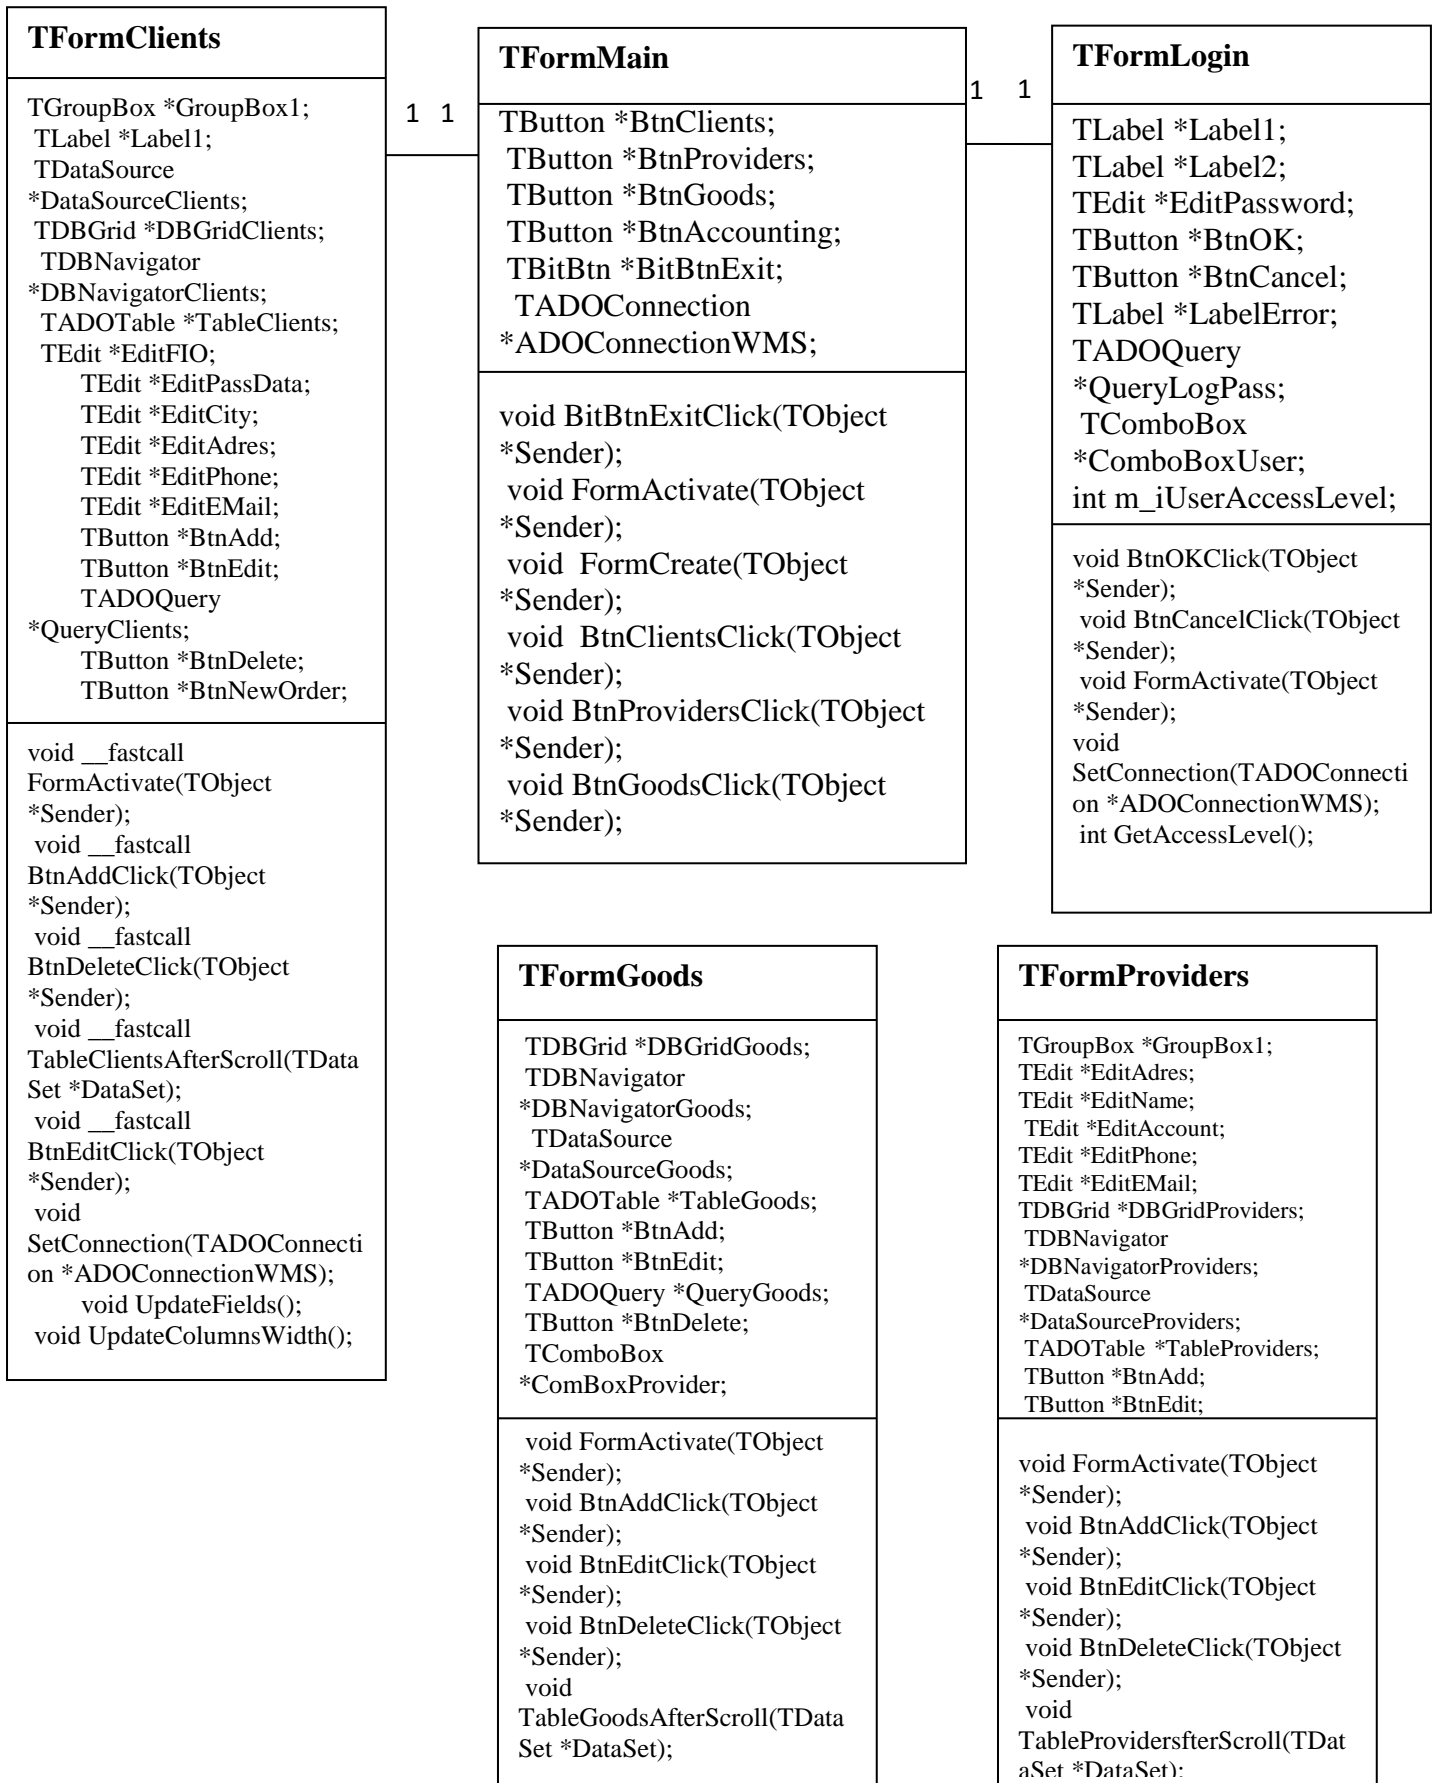 TFormClients
TGroupBox *GroupBox1;
TLabel *Label1;
TDataSource
*DataSourceClients;
TDBGrid *DBGridClients;
TDBNavigator
*DBNavigatorClients;
TADOTable *TableClients;
TEdit *EditFIO;
TEdit *EditPassData;
TEdit *EditCity;
TEdit *EditAdres;
TEdit *EditPhone;
TEdit *EditEMail;
TButton *BtnAdd;
TButton *BtnEdit;
TADOQuery
*QueryClients;
TButton *BtnDelete;
TButton *BtnNewOrder;
void __fastcall
FormActivate(TObject
*Sender);
void __fastcall
BtnAddClick(TObject
*Sender);
void __fastcall
BtnDeleteClick(TObject
*Sender);
void __fastcall
TableClientsAfterScroll(TData
Set *DataSet);
void __fastcall
BtnEditClick(TObject
*Sender);
void
SetConnection(TADOConnecti
on *ADOConnectionWMS);
void UpdateFields();
void UpdateColumnsWidth();
1 1
TFormMain
TButton *BtnClients;
TButton *BtnProviders;
TButton *BtnGoods;
TButton *BtnAccounting;
TBitBtn *BitBtnExit;
TADOConnection
*ADOConnectionWMS;
void BitBtnExitClick(TObject
*Sender);
void FormActivate(TObject
*Sender);
void FormCreate(TObject
*Sender);
void BtnClientsClick(TObject
*Sender);
void BtnProvidersClick(TObject
*Sender);
void BtnGoodsClick(TObject
*Sender);
1 1
TFormLogin
TLabel *Label1;
TLabel *Label2;
TEdit *EditPassword;
TButton *BtnOK;
TButton *BtnCancel;
TLabel *LabelError;
TADOQuery
*QueryLogPass;
TComboBox
*ComboBoxUser;
int m_iUserAccessLevel;
void BtnOKClick(TObject
*Sender);
void BtnCancelClick(TObject
*Sender);
void FormActivate(TObject
*Sender);
void
SetConnection(TADOConnecti
on *ADOConnectionWMS);
int GetAccessLevel();
TFormGoods
TDBGrid *DBGridGoods;
TDBNavigator
*DBNavigatorGoods;
TDataSource
*DataSourceGoods;
TADOTable *TableGoods;
TButton *BtnAdd;
TButton *BtnEdit;
TADOQuery *QueryGoods;
TButton *BtnDelete;
TComboBox
*ComBoxProvider;
void FormActivate(TObject
*Sender);
void BtnAddClick(TObject
*Sender);
void BtnEditClick(TObject
*Sender);
void BtnDeleteClick(TObject
*Sender);
void
TableGoodsAfterScroll(TData
Set *DataSet);
TFormProviders
TGroupBox *GroupBox1;
TEdit *EditAdres;
TEdit *EditName;
TEdit *EditAccount;
TEdit *EditPhone;
TEdit *EditEMail;
TDBGrid *DBGridProviders;
TDBNavigator
*DBNavigatorProviders;
TDataSource
*DataSourceProviders;
TADOTable *TableProviders;
TButton *BtnAdd;
TButton *BtnEdit;
void FormActivate(TObject
*Sender);
void BtnAddClick(TObject
*Sender);
void BtnEditClick(TObject
*Sender);
void BtnDeleteClick(TObject
*Sender);
void
TableProvidersfterScroll(TDat
aSet *DataSet);